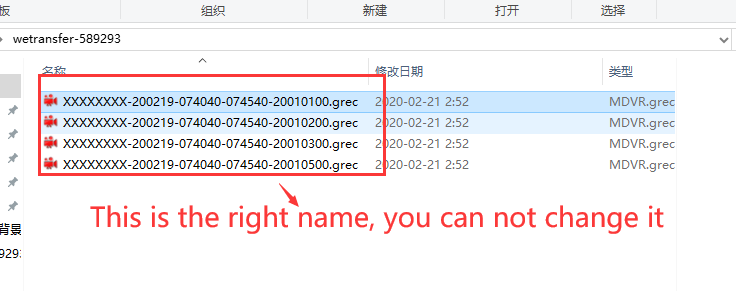 板 组织 新建 打开 选择
wetransfer-589293
名称 修改日期 类型
XXXXXXXX-200219-074040-074540-20010100.grec 2020-02-21 2:52 MDVR.grec
XXXXXXXX-200219-074040-074540-20010200.grec 2020-02-21 2:52 MDVR.grec
XXXXXXXX-200219-074040-074540-20010300.grec 2020-02-21 2:52 MDVR.grec
XXXXXXXX-200219-074040-074540-20010500.grec 2020-02-21 2:52 MDVR.grec
This is the right name, you can not change it
背景
9293